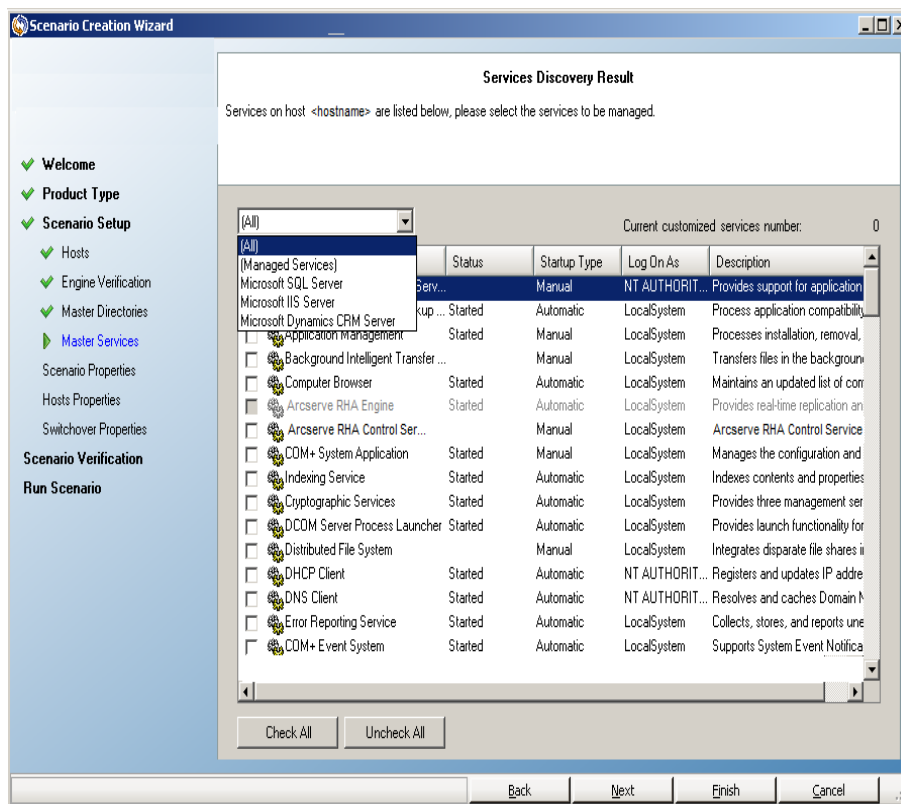 Scenario Creation Wizard
Services Discovery Result
Services on host <hostname> are listed below, please select the services to be managed.
Welcome
Product Type
Scenario Setup
Hosts
Engine Verification
Master Directories
Master Services
Scenario Properties
Hosts Properties
Switchover Properties
Scenario Verification
Run Scenario
(All)
Current customized services number: 0
(All)
(Managed Services)
Microsoft SQL Server
Microsoft IIS Server
Microsoft Dynamics CRM Server
Status Startup Type Log On As Description
Serv... Manual NT AUTHORIT... Provides support for application
kup ... Started Automatic LocalSystem Process application compatibility
Application Management Started Manual LocalSystem Processes installation, removal,
Background Intelligent Transfer ... Manual LocalSystem Transfers files in the backgroun
Computer Browser Started Automatic LocalSystem Maintains an updated list of com
Arcserve RHA Engine Started Automatic LocalSystem Provides real-time replication an
Arcserve RHA Control Ser... Manual LocalSystem Arcserve RHA Control Service
COM+ System Application Started Manual LocalSystem Manages the configuration and
Indexing Service Started Automatic LocalSystem Indexes contents and properties
Cryptographic Services Started Automatic LocalSystem Provides three management ser
DCOM Server Process Launcher Started Automatic LocalSystem Provides launch functionality for
Distributed File System Manual LocalSystem Integrates disparate file shares i
DHCP Client Started Automatic NT AUTHORIT... Registers and updates IP addre
DNS Client Started Automatic NT AUTHORIT... Resolves and caches Domain N
Error Reporting Service Started Automatic LocalSystem Collects, stores, and reports une
COM+ Event System Started Automatic LocalSystem Supports System Event Notifica
Check All Uncheck All
Back Next Finish Cancel